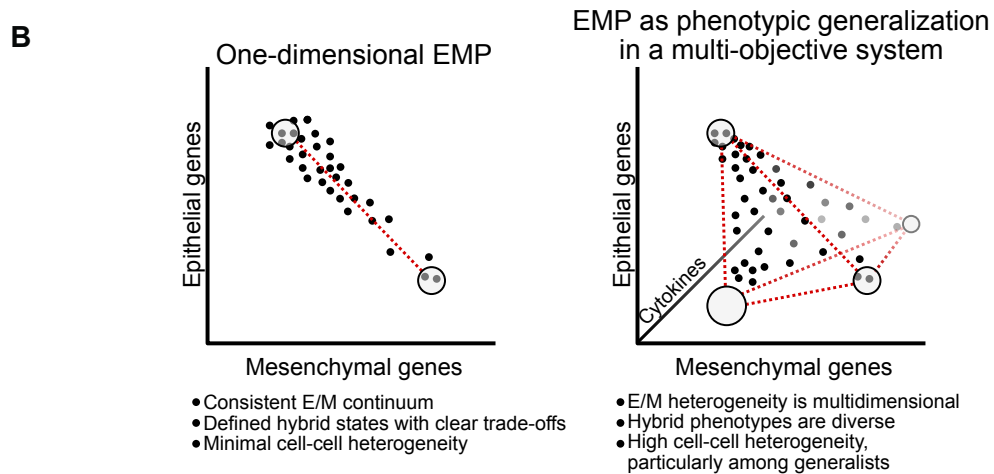 B
One-dimensional EMP
Epithelial genes
Mesenchymal genes
●Consistent E/M continuum
●Defined hybrid states with clear trade-offs
●Minimal cell-cell heterogeneity
EMP as phenotypic generalization
in a multi-objective system
Epithelial genes
Cytokines
Mesenchymal genes
●E/M heterogeneity is multidimensional
●Hybrid phenotypes are diverse
●High cell-cell heterogeneity,
particularly among generalists